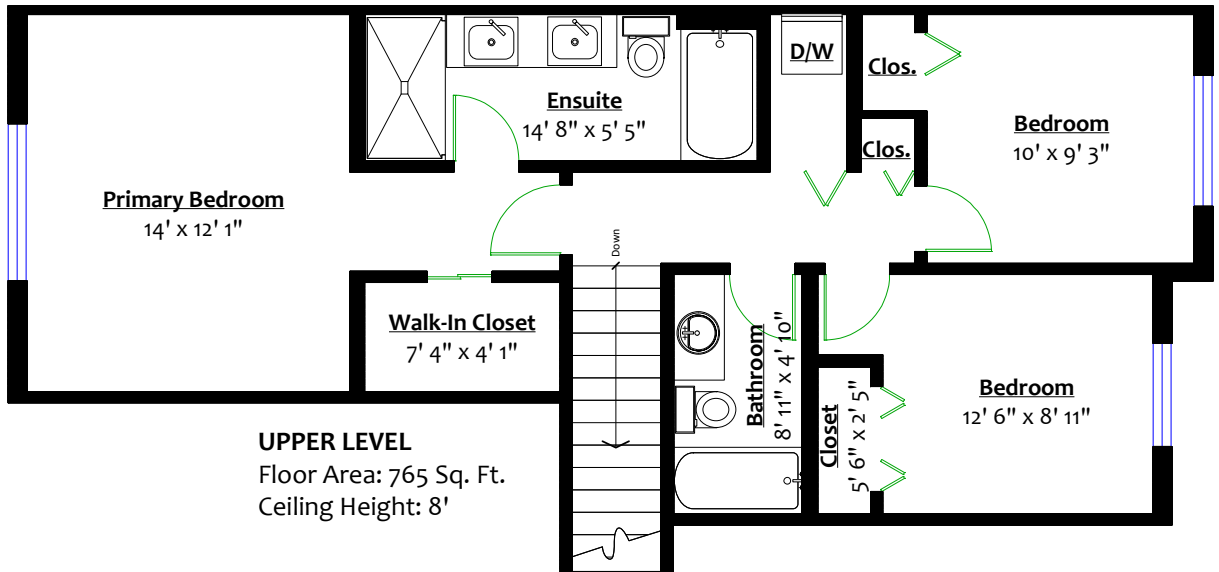 D/W
Clos.
Ensuite
14' 8" x 5' 5"
Bedroom
10' x 9' 3"
Clos.
Primary Bedroom
14' x 12' 1"
Down
Walk-In Closet
7' 4" x 4' 1"
Bathroom
8' 11" x 4' 10"
Bedroom
12' 6" x 8' 11"
Closet
5' 6" x 2' 5"
UPPER LEVEL
Floor Area: 765 Sq. Ft.
Ceiling Height: 8'